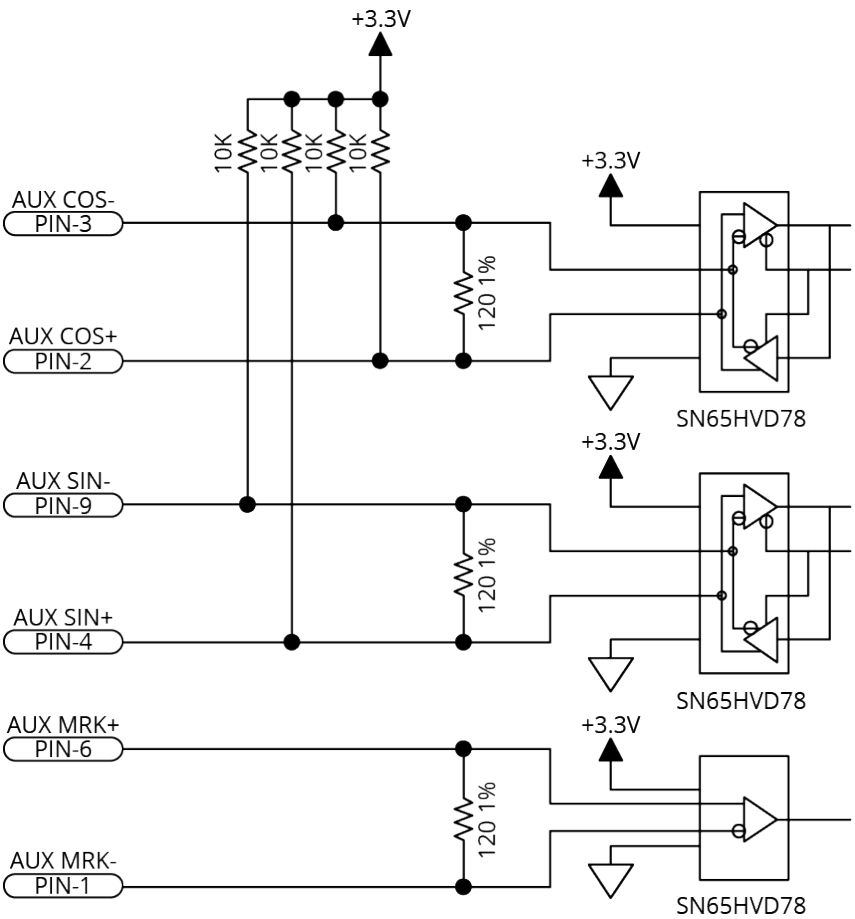 +3.3V
10K
10K
10K
10K
+3.3V
AUX COS-
PIN-3
120 1%
AUX COS+
PIN-2
SN65HVD78
+3.3V
AUX SIN-
PIN-9
120 1%
AUX SIN+
PIN-4
SN65HVD78
AUX MRK+
PIN-6
+3.3V
120 1%
AUX MRK-
PIN-1
SN65HVD78